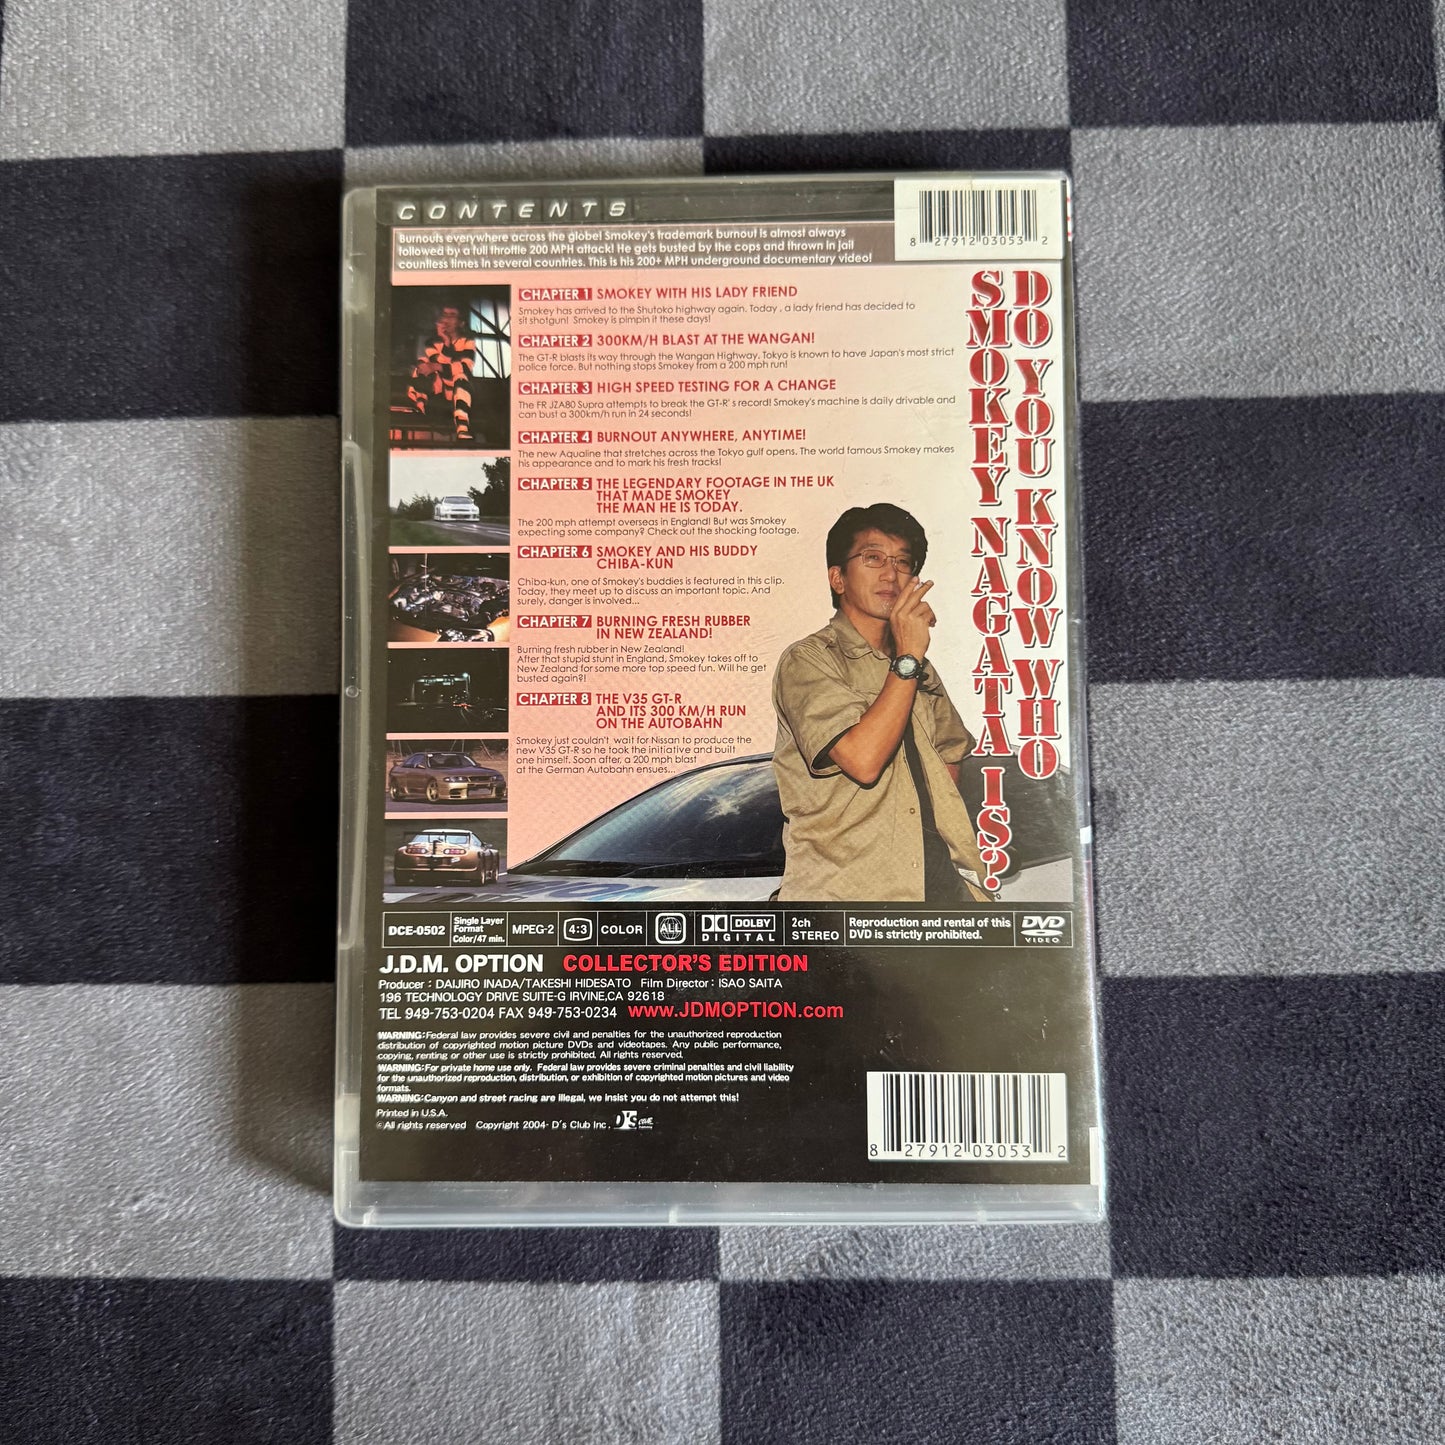 CONTENTS
8 27912 03053 2
Burnouts everywhere across the globe! Smokey's trademark burnout is almost always
followed by a full throttle 200 MPH attack! He gets busted by the cops and thrown in jail
countless times in several countries. This is his 200+ MPH underground documentary video!
CHAPTER 1 SMOKEY WITH HIS LADY FRIEND
Smokey has arrived to the Shutoko highway again. Today , a lady friend has decided to
sit shotgun! Smokey is pimpin it these days!
CHAPTER 2 300KM/H BLAST AT THE WANGAN!
The GT-R blasts its way through the Wangan Highway. Tokyo is known to have Japan's most strict
police force. But nothing stops Smokey from a 200 mph run!
CHAPTER 3 HIGH SPEED TESTING FOR A CHANGE
The FR JZA80 Supra attempts to break the GT-R' s record! Smokey's machine is daily drivable and
can bust a 300km/h run in 24 seconds!
CHAPTER 4 BURNOUT ANYWHERE, ANYTIME!
The new Aqualine that stretches across the Tokyo gulf opens. The world famous Smokey makes
his appearance and to mark his fresh tracks!
CHAPTER 5 THE LEGENDARY FOOTAGE IN THE UK
THAT MADE SMOKEY
THE MAN HE IS TODAY.
The 200 mph attempt overseas in England! But was Smokey
expecting some company? Check out the shocking footage.
CHAPTER 6 SMOKEY AND HIS BUDDY
CHIBA-KUN
Chiba-kun, one of Smokey's buddies is featured in this clip.
Today, they meet up to discuss an important topic. And
surely, danger is involved...
CHAPTER 7 BURNING FRESH RUBBER
IN NEW ZEALAND!
Burning fresh rubber in New Zealand!
After that stupid stunt in England, Smokey takes off to
New Zealand for some more top speed fun. Will he get
busted again?!
CHAPTER 8 THE V35 GT-R
AND ITS 300 KM/H RUN
ON THE AUTOBAHN
Smokey just couldn't wait for Nissan to produce the
new V35 GT-R so he took the initiative and built
one himself. Soon after, a 200 mph blast
at the German Autobahn ensues...
DO YOU KNOW WHO
SMOKEY NAGATA IS?
DCE-0502
Single Layer
Format
Color/47 min.
MPEG-2
4:3
COLOR
ALL
DOLBY
DIGITAL
2ch
STEREO
Reproduction and rental of this
DVD is strictly prohibited.
DVD
VIDEO
J.D.M. OPTION COLLECTOR'S EDITION
Producer : DAIJIRO INADA/TAKESHI HIDESATO Film Director : ISAO SAITA
196 TECHNOLOGY DRIVE SUITE-G IRVINE,CA 92618
TEL 949-753-0204 FAX 949-753-0234 www.JDMOPTION.com
WARNING:Federal law provides severe civil and penalties for the unauthorized reproduction
distribution of copyrighted motion picture DVDs and videotapes. Any public performance,
copying, renting or other use is strictly prohibited. All rights reserved.
WARNING:For private home use only. Federal law provides severe criminal penalties and civil liability
for the unauthorized reproduction, distribution, or exhibition of copyrighted motion pictures and video
formats.
WARNING:Canyon and street racing are illegal, we insist you do not attempt this!
Printed in U.S.A.
©All rights reserved Copyright 2004- D's Club Inc. D's
8 27912 03053 2